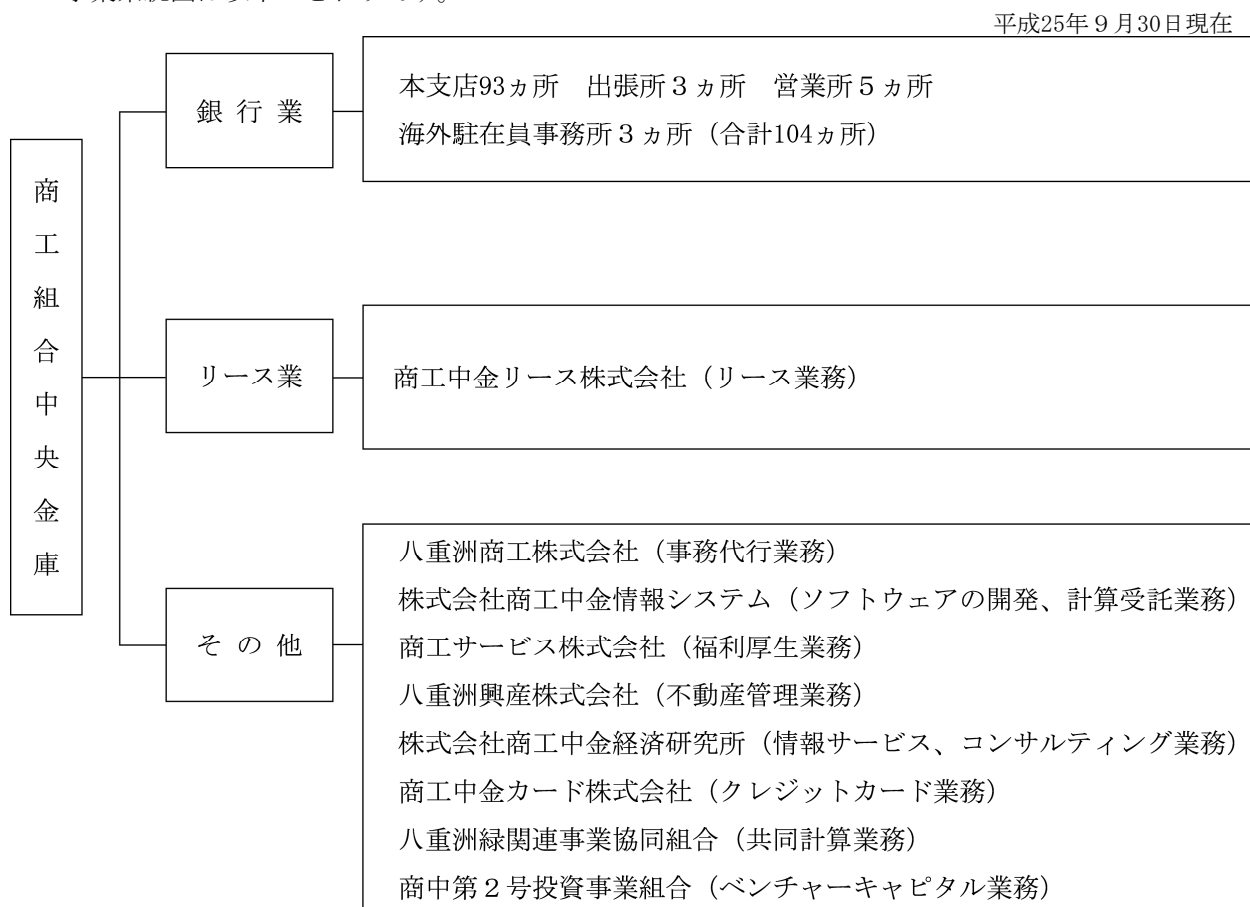 平成25年９月30日現在
商工組合中央金庫
銀行業
本支店93ヵ所　出張所３ヵ所　営業所５ヵ所
海外駐在員事務所３ヵ所（合計104ヵ所）
リース業
商工中金リース株式会社（リース業務）
その他
八重洲商工株式会社（事務代行業務）
株式会社商工中金情報システム（ソフトウェアの開発、計算受託業務）
商工サービス株式会社（福利厚生業務）
八重洲興産株式会社（不動産管理業務）
株式会社商工中金経済研究所（情報サービス、コンサルティング業務）
商工中金カード株式会社（クレジットカード業務）
八重洲緑関連事業協同組合（共同計算業務）
商中第２号投資事業組合（ベンチャーキャピタル業務）